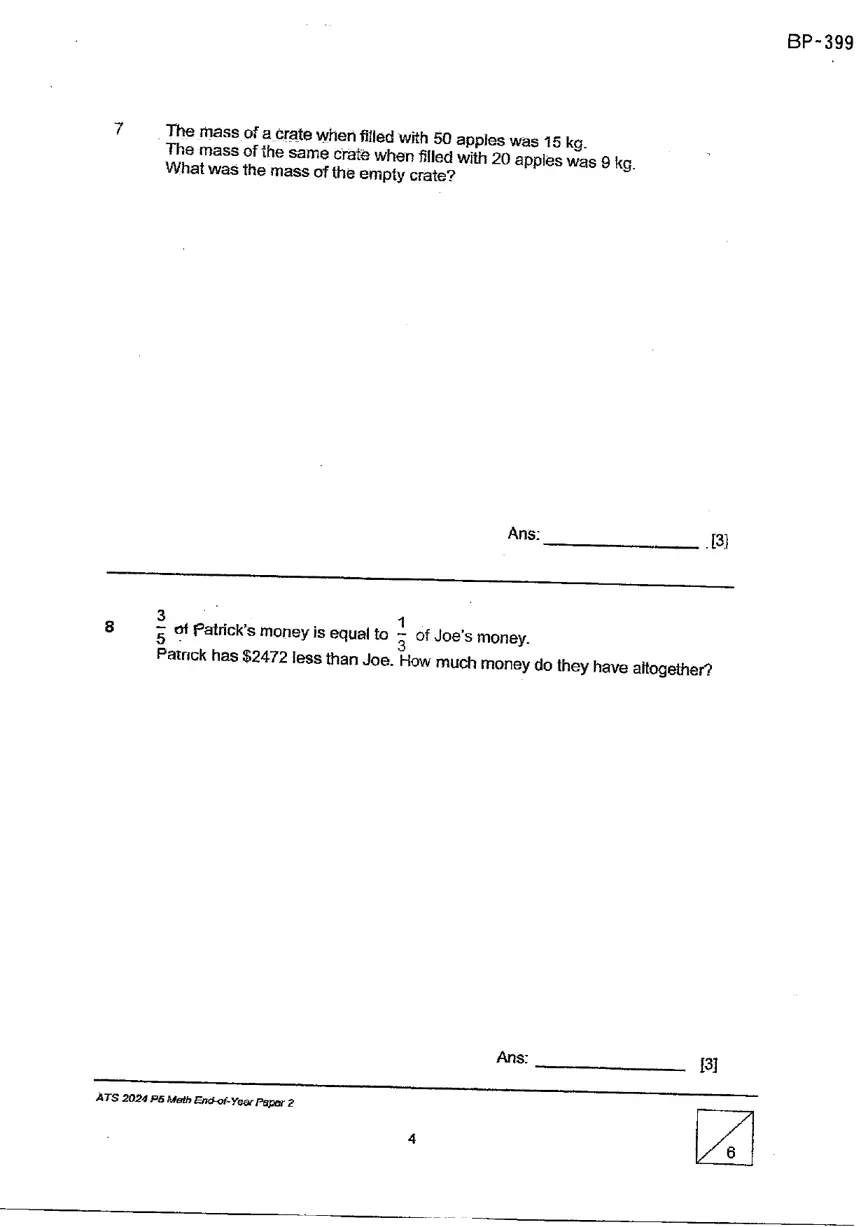 BP-399
7 The mass of a crate when filled with 50 apples was 15 kg.
The mass of the same crate when filled with 20 apples was 9 kg.
What was the mass of the empty crate?
Ans: ____________ [3]
8 3/5 of Patrick's money is equal to 1/3 of Joe's money.
Patrick has $2472 less than Joe. How much money do they have altogether?
Ans: ____________ [3]
ATS 2024 P5 Math End-of-Year Paper 2
4
6